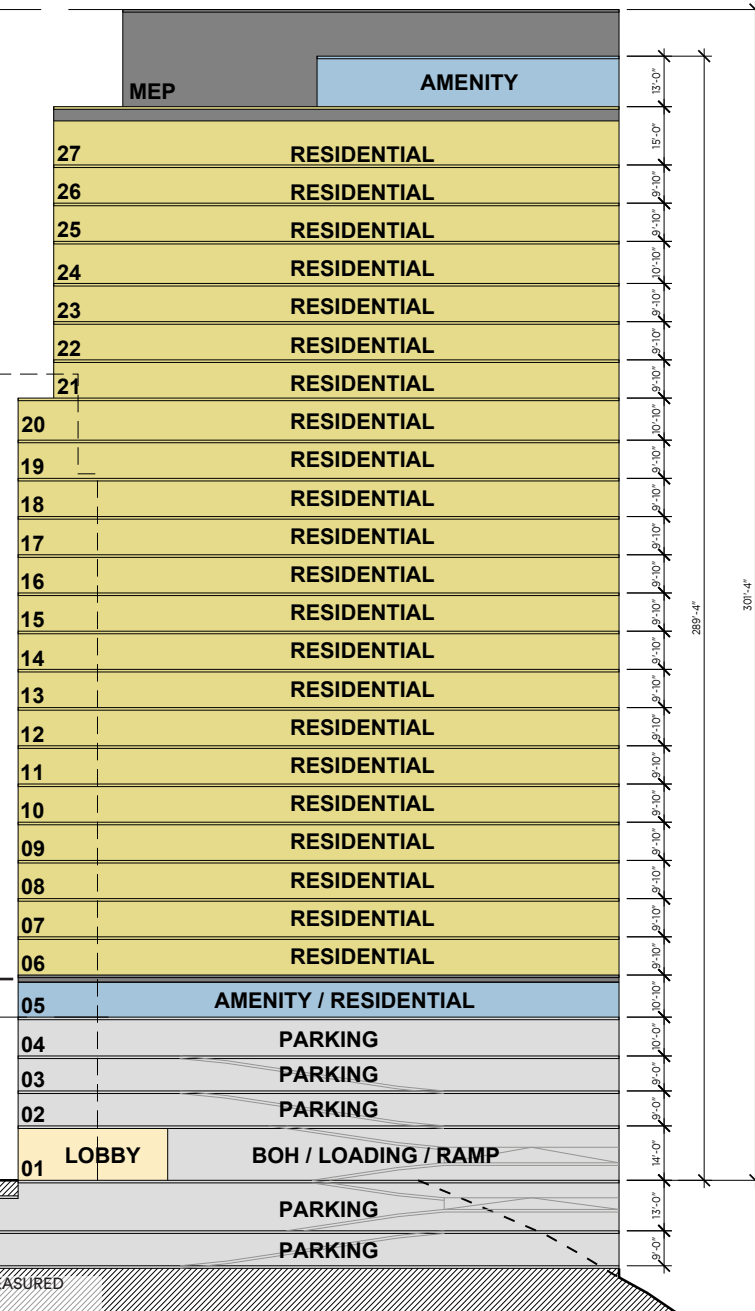 MEP AMENITY 13'-0"
27 RESIDENTIAL 15'-0"
26 RESIDENTIAL 9'-10"
25 RESIDENTIAL 9'-10"
24 RESIDENTIAL 10'-10"
23 RESIDENTIAL 9'-10"
22 RESIDENTIAL 9'-10"
21 RESIDENTIAL 9'-10"
20 RESIDENTIAL 10'-10"
19 RESIDENTIAL 9'-10"
18 RESIDENTIAL 9'-10"
17 RESIDENTIAL 9'-10"
16 RESIDENTIAL 9'-10"
15 RESIDENTIAL 9'-10"
14 RESIDENTIAL 9'-10"
13 RESIDENTIAL 9'-10"
12 RESIDENTIAL 9'-10"
11 RESIDENTIAL 9'-10"
10 RESIDENTIAL 9'-10"
09 RESIDENTIAL 9'-10"
08 RESIDENTIAL 9'-10"
07 RESIDENTIAL 9'-10"
06 RESIDENTIAL 9'-10"
05 AMENITY / RESIDENTIAL 10'-10"
04 PARKING 10'-0"
03 PARKING 9'-0"
02 PARKING 9'-0"
01 LOBBY BOH / LOADING / RAMP 14'-0"
PARKING 13'-0"
PARKING 9'-0"
289'-4"
301'-4"
EASURED